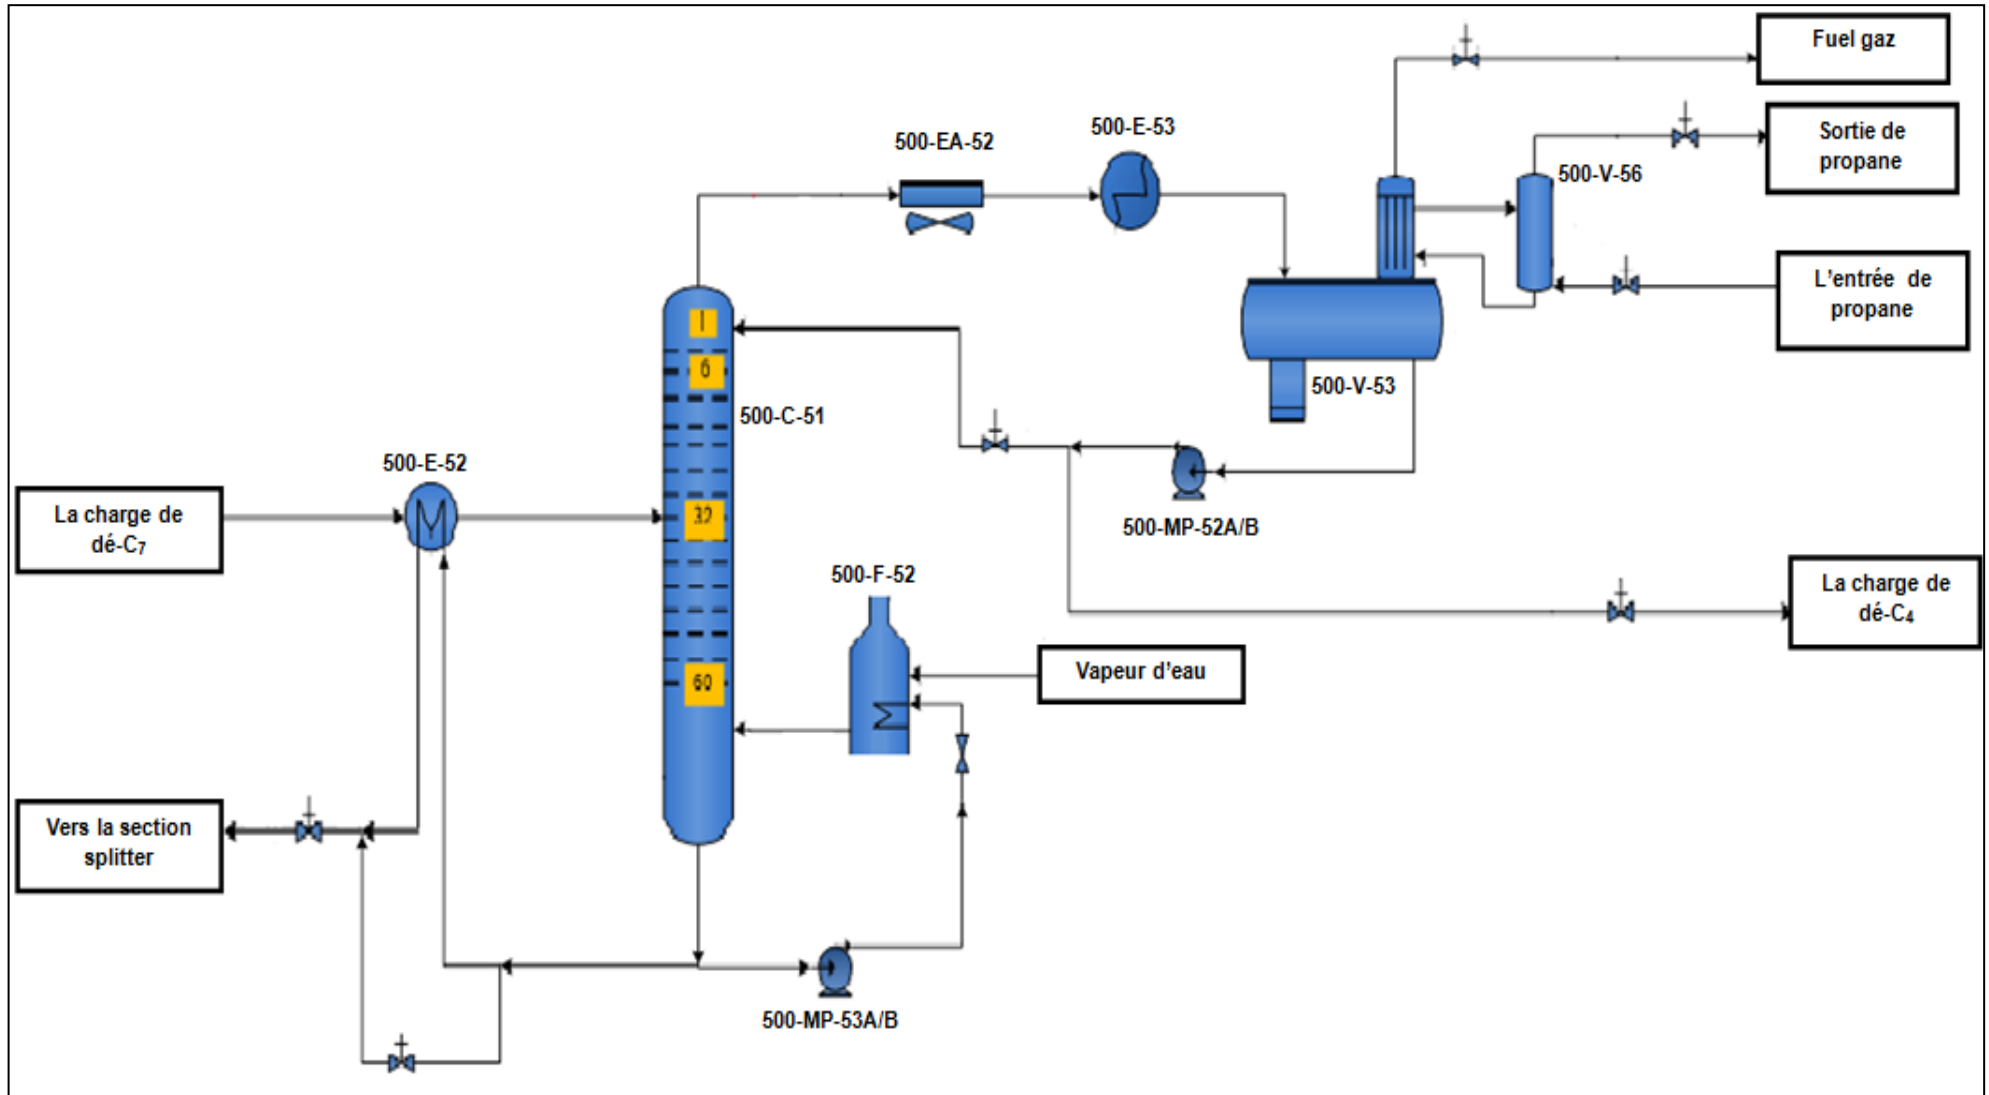 Fuel gaz
Sortie de
propane
500-E-53
500-EA-52
500-V-56
L'entrée de
propane
1
6
500-V-53
500-C-51
500-E-52
La charge de
dé-C₇
32
500-MP-52A/B
500-F-52
La charge de
dé-C₄
Vapeur d'eau
60
Vers la section
splitter
500-MP-53A/B